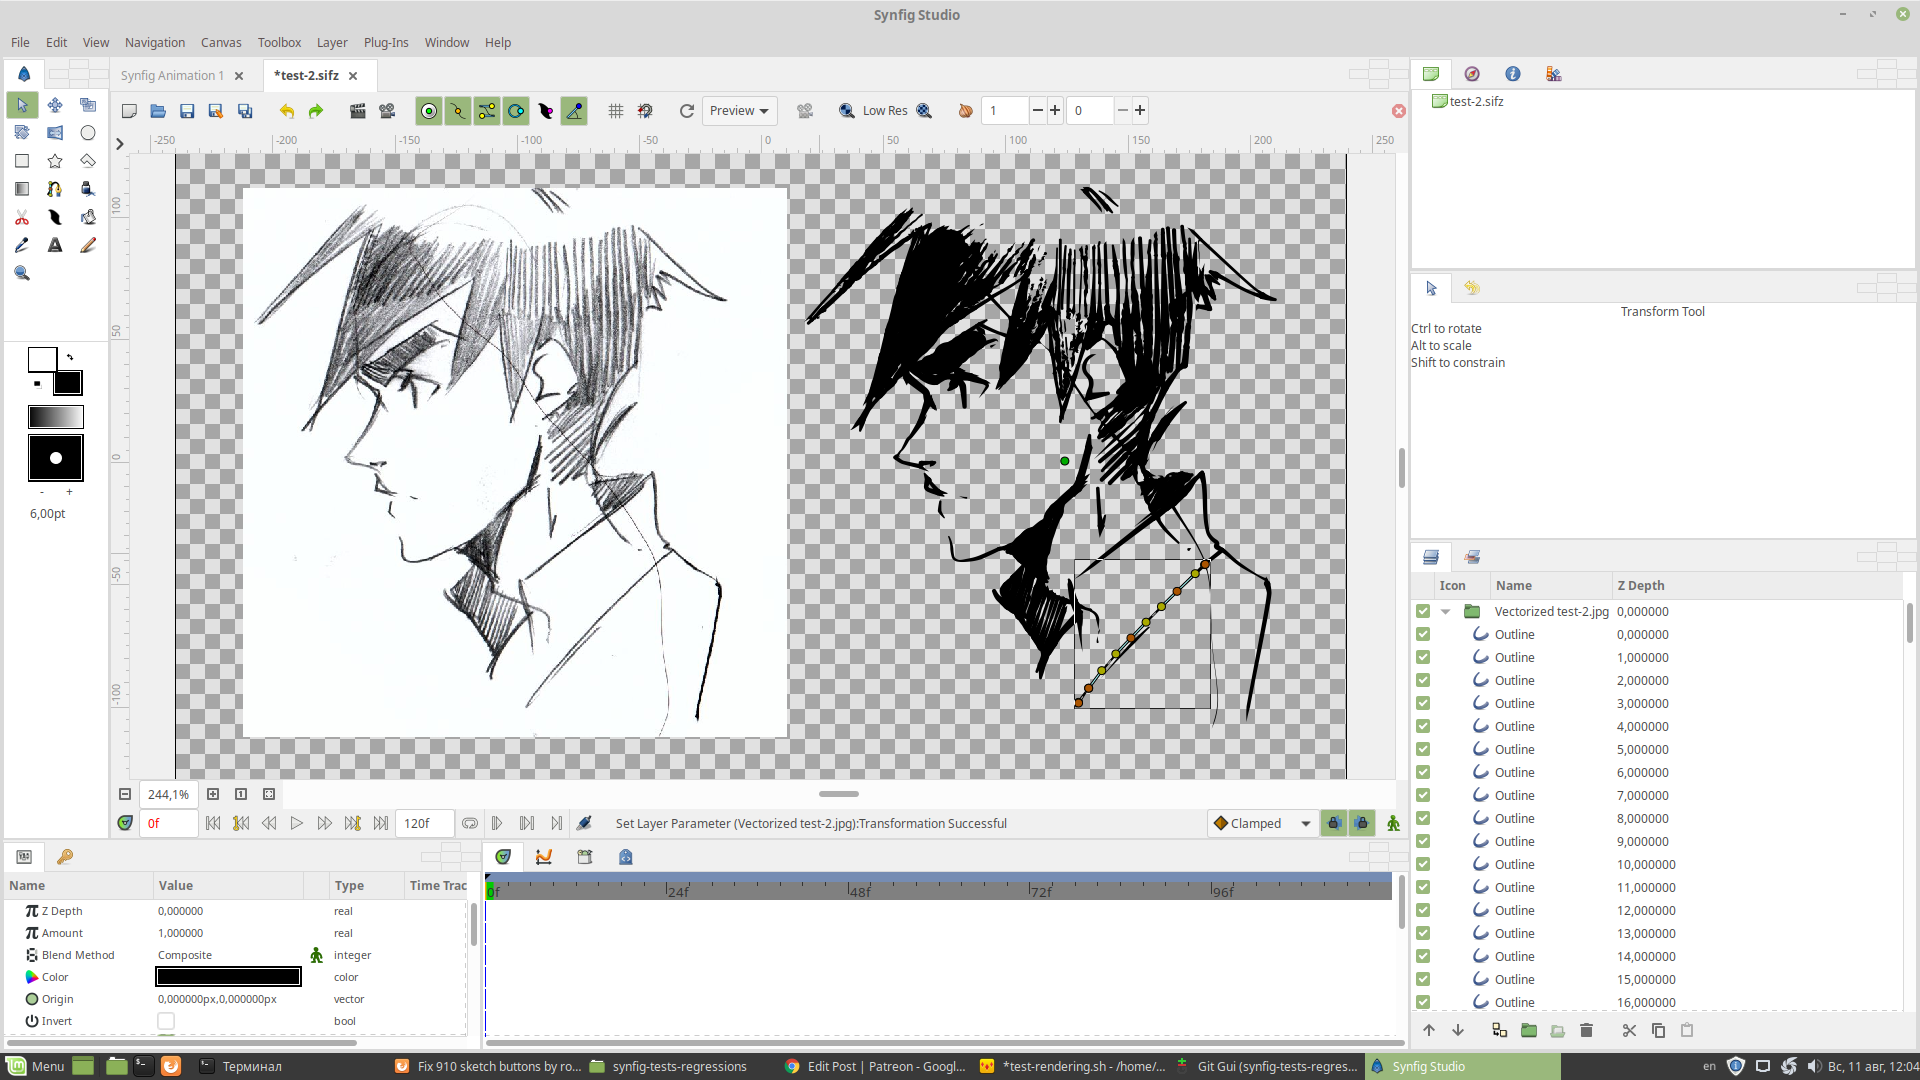 Synfig Studio
File Edit View Navigation Canvas Toolbox Layer Plug-Ins Window Help
Synfig Animation 1 *test-2.sifz
Preview Low Res 1 0
-250 -200 -150 -100 -50 0 50 100 150 200 250
100
50
0
-50
-100
6,00pt
- +
test-2.sifz
Transform Tool
Ctrl to rotate
Alt to scale
Shift to constrain
Icon Name Z Depth
Vectorized test-2.jpg 0,000000
Outline 0,000000
Outline 1,000000
Outline 2,000000
Outline 3,000000
Outline 4,000000
Outline 5,000000
Outline 6,000000
Outline 7,000000
Outline 8,000000
Outline 9,000000
Outline 10,000000
Outline 11,000000
Outline 12,000000
Outline 13,000000
Outline 14,000000
Outline 15,000000
Outline 16,000000
244,1%
0f 120f Set Layer Parameter (Vectorized test-2.jpg):Transformation Successful Clamped
Name Value Type Time Trac
Z Depth 0,000000 real
Amount 1,000000 real
Blend Method Composite integer
Color color
Origin 0,000000px,0,000000px vector
Invert bool
0f 24f 48f 72f 96f
Menu Терминал Fix 910 sketch buttons by ro... synfig-tests-regressions Edit Post | Patreon - Googl... *test-rendering.sh - /home/... Git Gui (synfig-tests-regres... Synfig Studio en Вс, 11 авг, 12:04